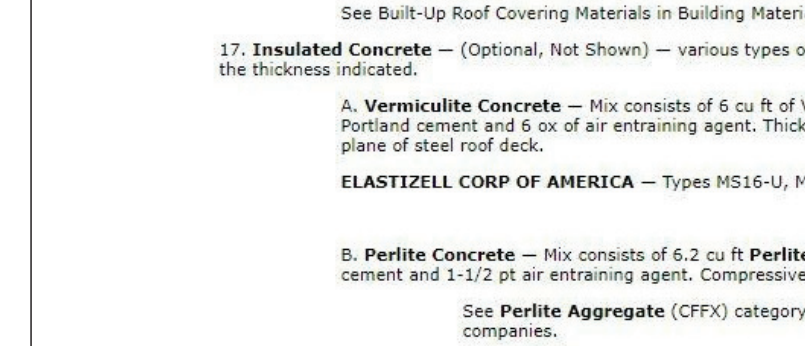 See Built-Up Roof Covering Materials in Building Materi
17. Insulated Concrete — (Optional, Not Shown) — various types o
the thickness indicated.
A. Vermiculite Concrete — Mix consists of 6 cu ft of V
Portland cement and 6 ox of air entraining agent. Thick
plane of steel roof deck.
ELASTIZELL CORP OF AMERICA — Types MS16-U, M
B. Perlite Concrete — Mix consists of 6.2 cu ft Perlite
cement and 1-1/2 pt air entraining agent. Compressive
See Perlite Aggregate (CFFX) category
companies.